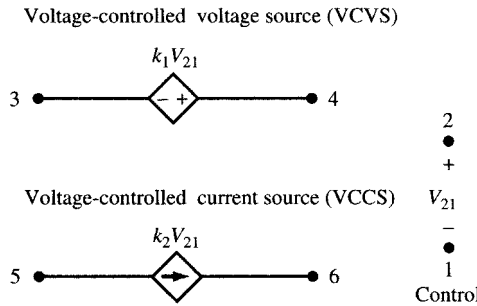 Voltage-controlled voltage source (VCVS)
k₁V₂₁
3 − + 4
2
+
Voltage-controlled current source (VCCS)
V₂₁
k₂V₂₁
−
5 6
1
Control